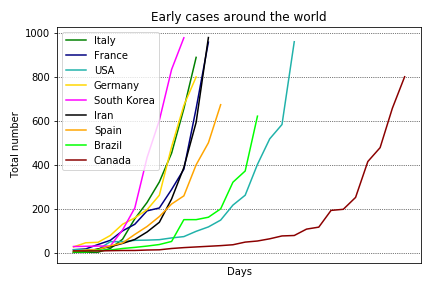 Early cases around the world
Total number
1000
800
600
400
200
0
Italy
France
USA
Germany
South Korea
Iran
Spain
Brazil
Canada
Days